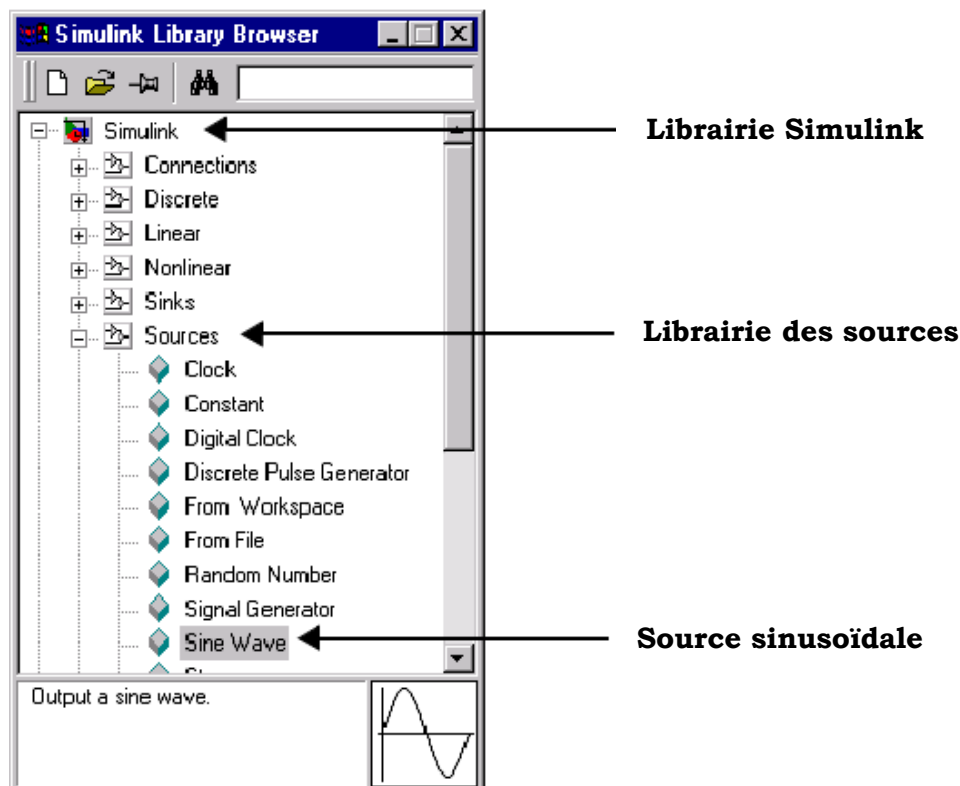 Simulink Library Browser
Simulink
Librairie Simulink
Connections
Discrete
Linear
Nonlinear
Sinks
Sources
Librairie des sources
Clock
Constant
Digital Clock
Discrete Pulse Generator
From Workspace
From File
Random Number
Signal Generator
Sine Wave
Source sinusoïdale
Output a sine wave.